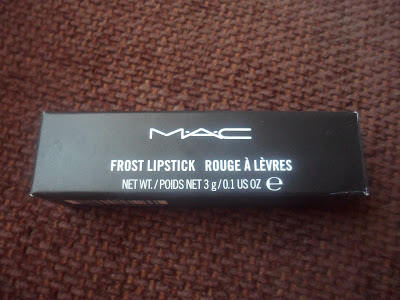 M·A·C
FROST LIPSTICK ROUGE À LÈVRES
NET WT./POIDS NET 3 g/0.1 US OZ ℮